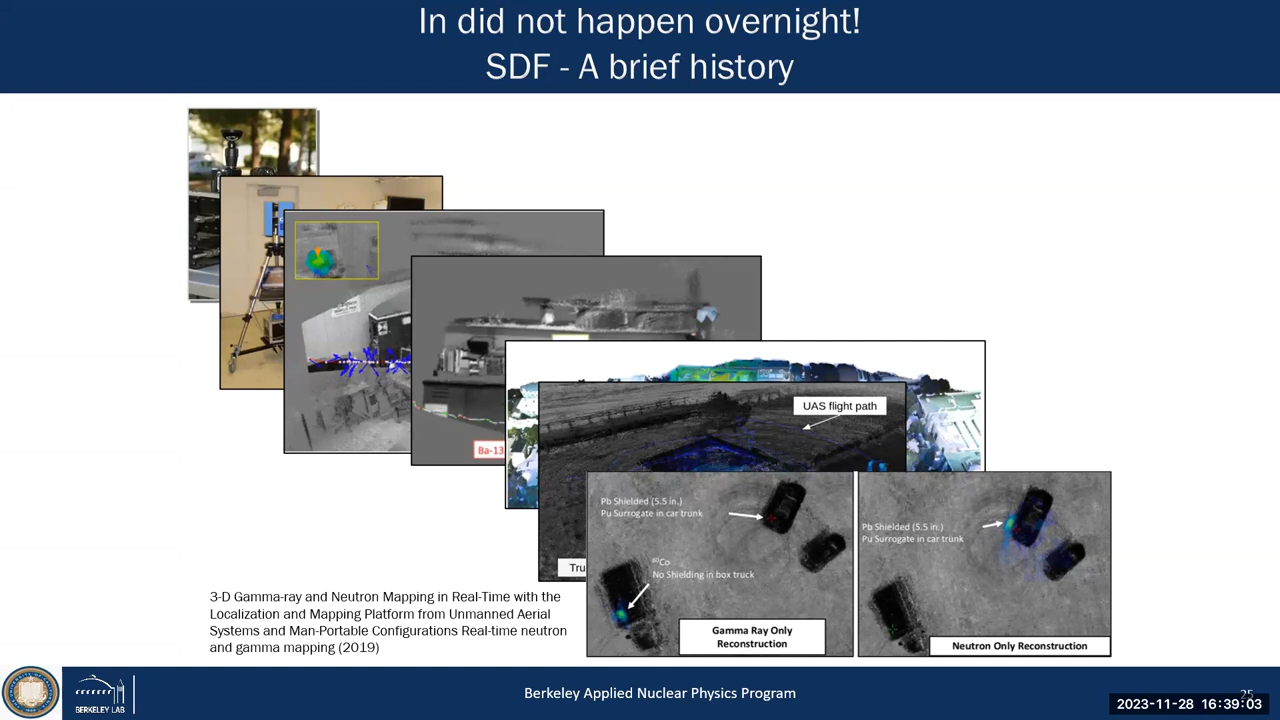 In did not happen overnight!
SDF - A brief history
UAS flight path
Ba-13
Tru
Pb Shielded (5.5 in.)
Pu Surrogate in car trunk
⁶⁰Co
No Shielding in box truck
Gamma Ray Only
Reconstruction
Pb Shielded (5.5 in.)
Pu Surrogate in car trunk
Neutron Only Reconstruction
3-D Gamma-ray and Neutron Mapping in Real-Time with the
Localization and Mapping Platform from Unmanned Aerial
Systems and Man-Portable Configurations Real-time neutron
and gamma mapping (2019)
BERKELEY LAB
Berkeley Applied Nuclear Physics Program
25
2023-11-28 16:39:03